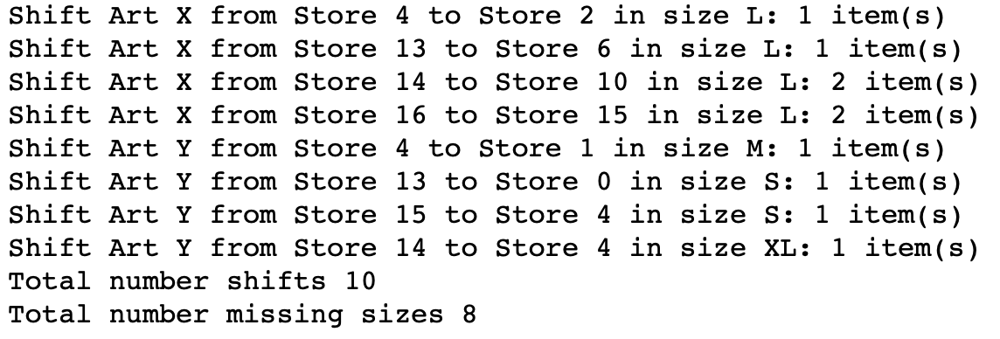 Shift Art X from Store 4 to Store 2 in size L: 1 item(s)
Shift Art X from Store 13 to Store 6 in size L: 1 item(s)
Shift Art X from Store 14 to Store 10 in size L: 2 item(s)
Shift Art X from Store 16 to Store 15 in size L: 2 item(s)
Shift Art Y from Store 4 to Store 1 in size M: 1 item(s)
Shift Art Y from Store 13 to Store 0 in size S: 1 item(s)
Shift Art Y from Store 15 to Store 4 in size S: 1 item(s)
Shift Art Y from Store 14 to Store 4 in size XL: 1 item(s)
Total number shifts 10
Total number missing sizes 8